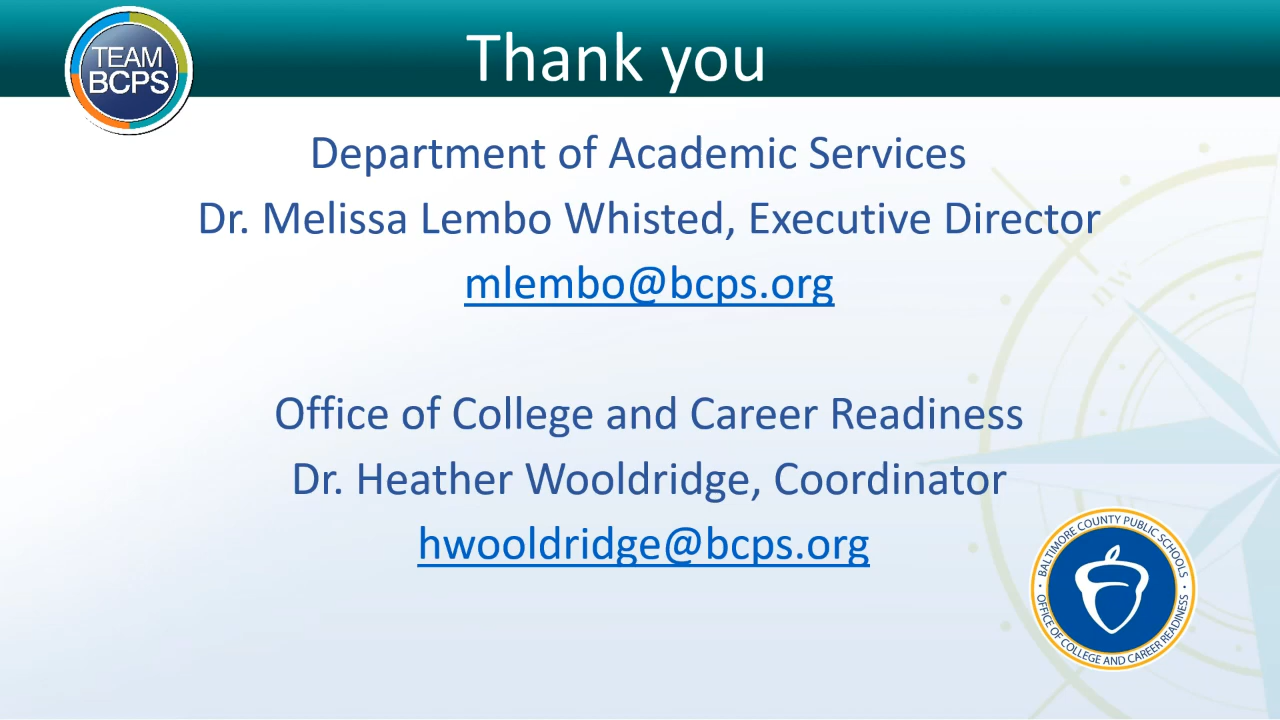 TEAM
BCPS
Thank you
Department of Academic Services
Dr. Melissa Lembo Whisted, Executive Director
mlembo@bcps.org
Office of College and Career Readiness
Dr. Heather Wooldridge, Coordinator
hwooldridge@bcps.org
BALTIMORE COUNTY PUBLIC SCHOOLS
OFFICE OF COLLEGE AND CAREER READINESS